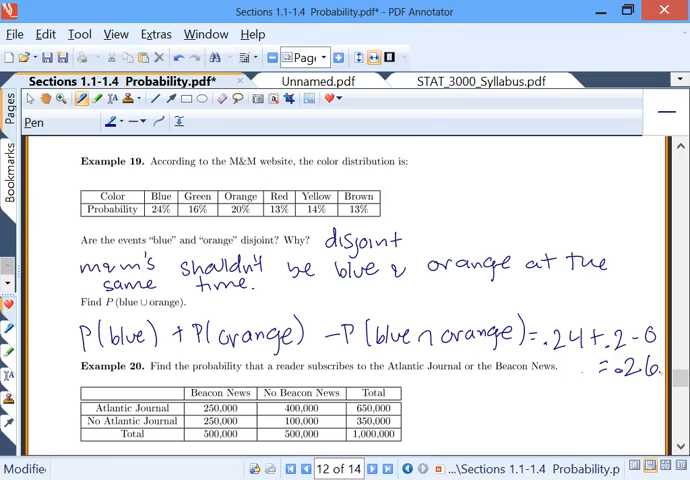 Sections 1.1-1.4 Probability.pdf* - PDF Annotator
File Edit Tool View Extras Window Help
Page
Sections 1.1-1.4 Probability.pdf* Unnamed.pdf STAT_3000_Syllabus.pdf
Pen
Pages
Bookmarks
Example 19. According to the M&M website, the color distribution is:
Color Blue Green Orange Red Yellow Brown
Probability 24% 16% 20% 13% 14% 13%
Are the events “blue” and “orange” disjoint? Why? disjoint
m&m's shouldn't be blue & orange at the
same time.
Find P (blue ∪ orange).
P(blue) + P(orange) - P(blue ∩ orange) = .24 + .2 - 0
= .26
Example 20. Find the probability that a reader subscribes to the Atlantic Journal or the Beacon News.
Beacon News No Beacon News Total
Atlantic Journal 250,000 400,000 650,000
No Atlantic Journal 250,000 100,000 350,000
Total 500,000 500,000 1,000,000
Modifie 12 of 14 ...\Sections 1.1-1.4 Probability.p